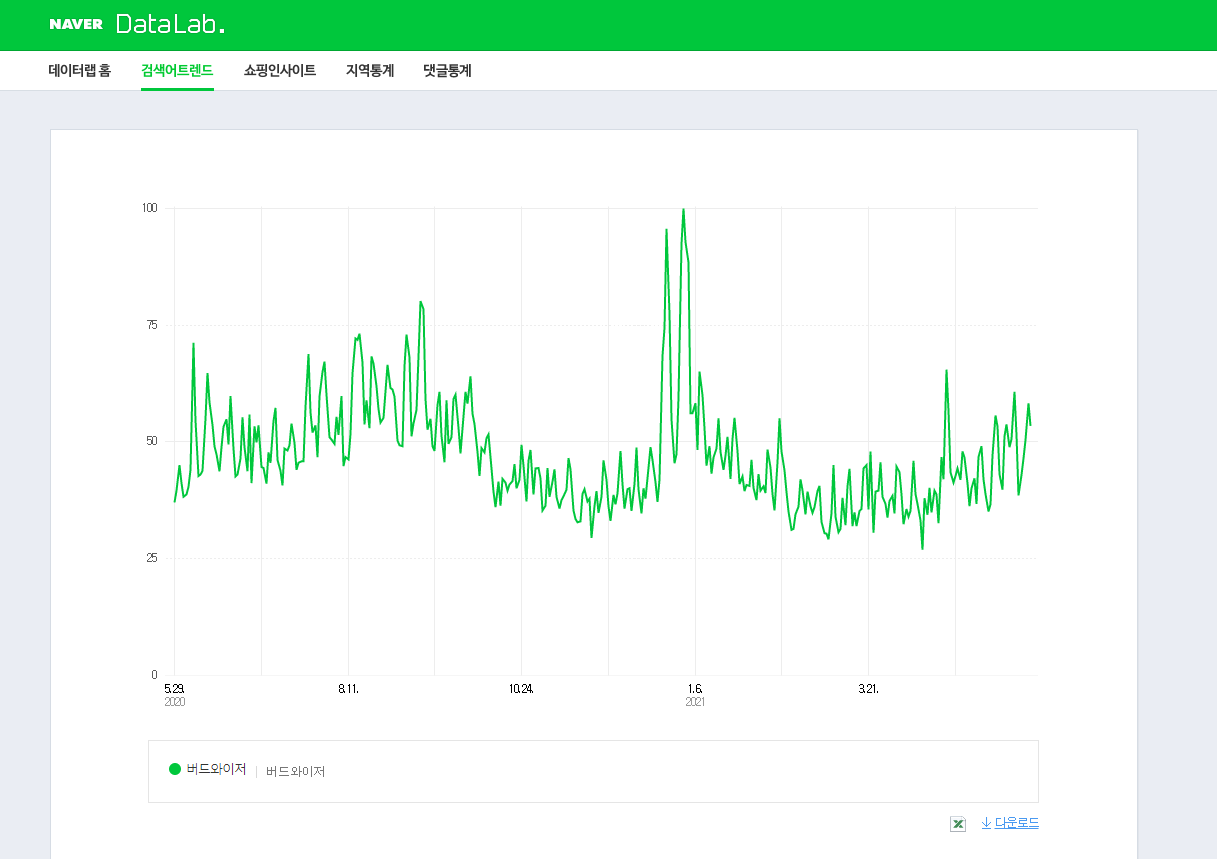 NAVER DataLab.
데이터랩 홈 검색어트렌드 쇼핑인사이트 지역통계 댓글통계
100
75
50
25
0
5.29. 8.11. 10.24. 1.6. 3.21.
2020 2021
버드와이저 | 버드와이저
다운로드